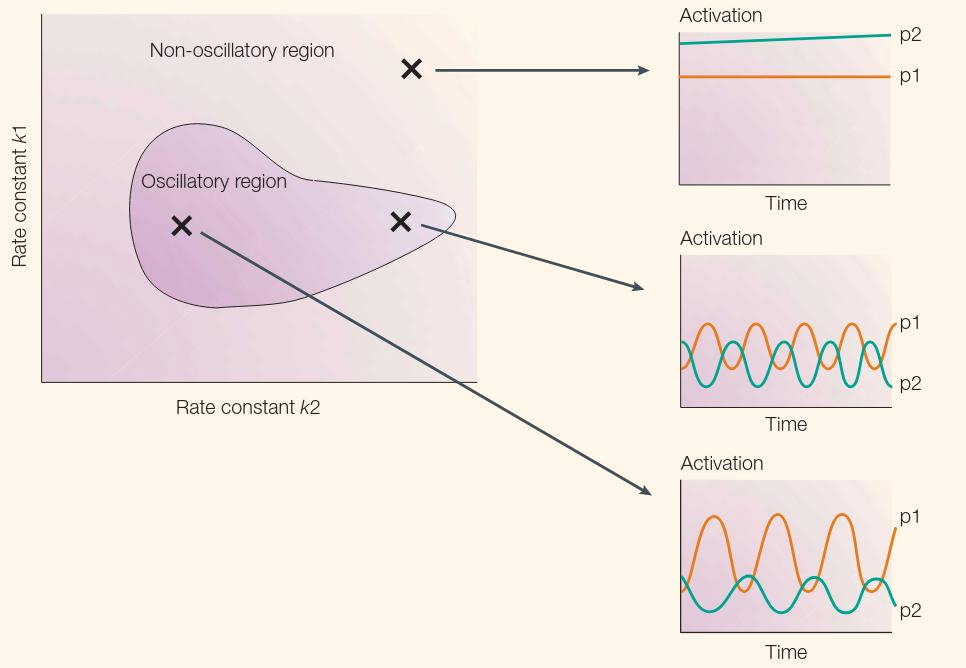 Non-oscillatory region
Oscillatory region
Rate constant k1
Rate constant k2
Activation
p2
p1
Time
Activation
p1
p2
Time
Activation
p1
p2
Time